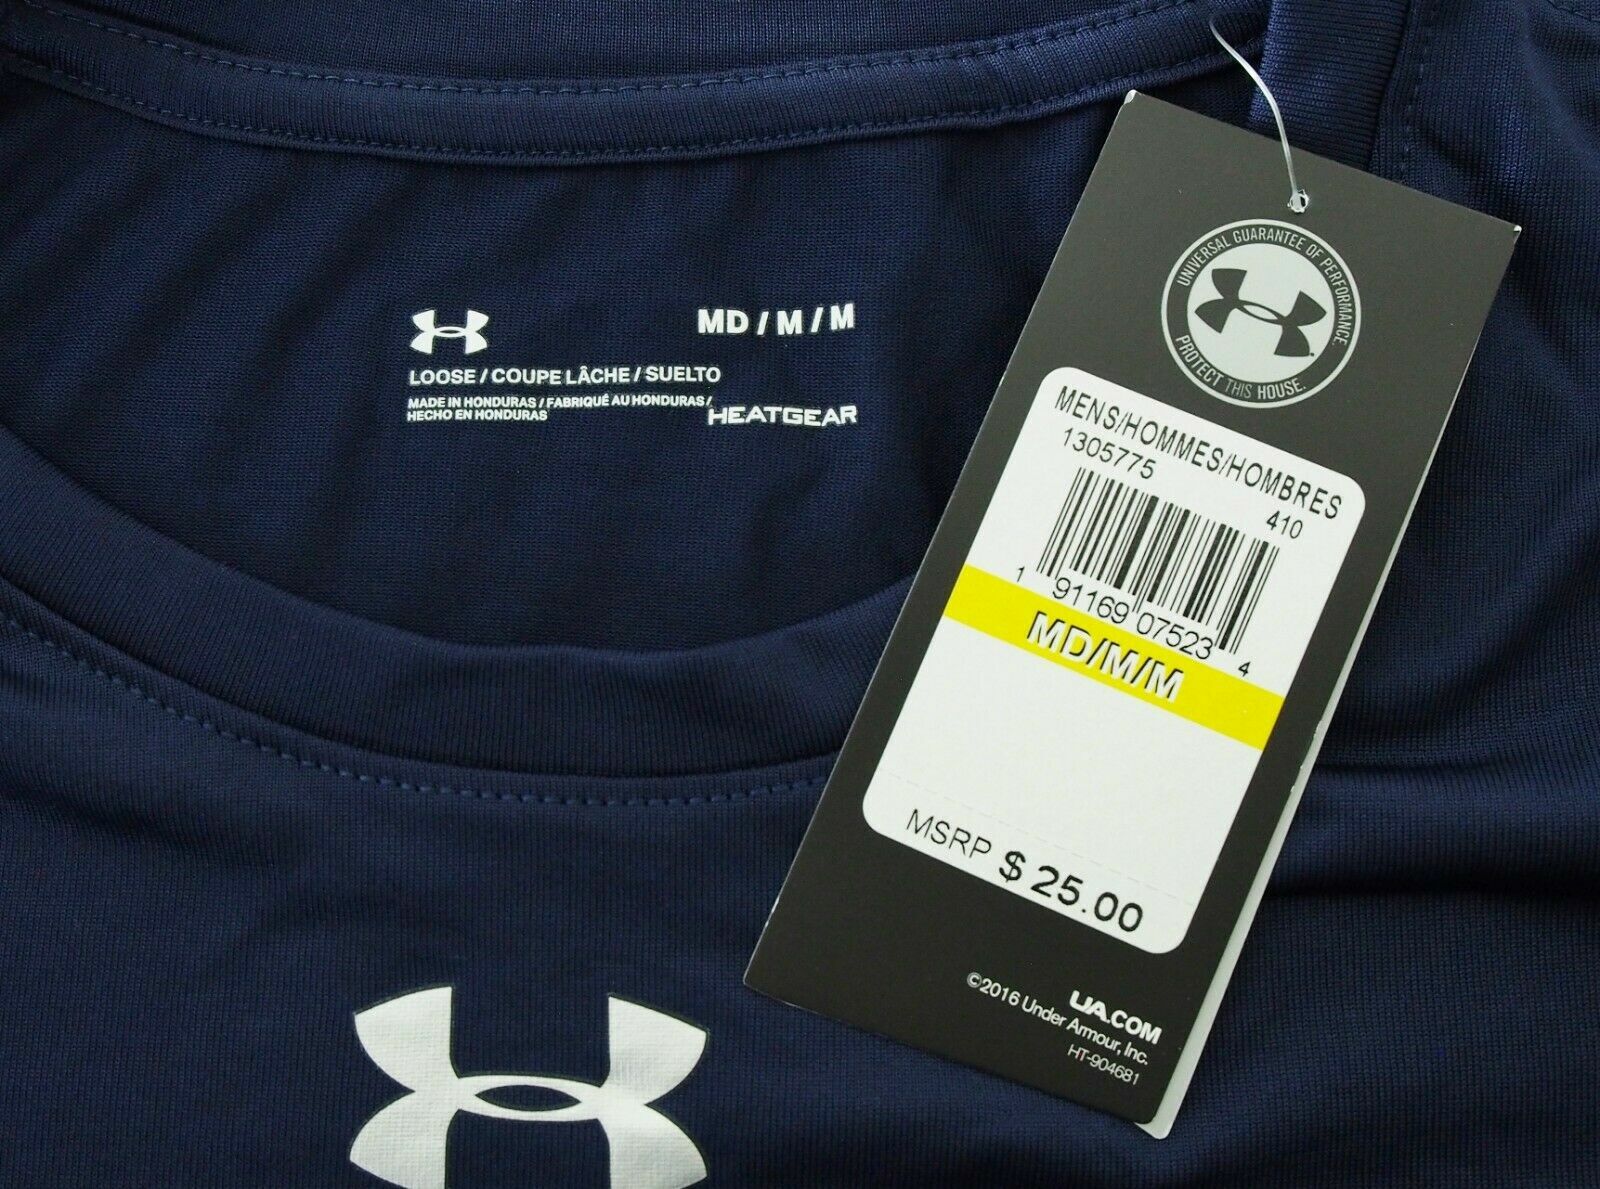 MD / M / M
LOOSE / COUPE LÂCHE / SUELTO
MADE IN HONDURAS / FABRIQUÉ AU HONDURAS /
HECHO EN HONDURAS
HEATGEAR
UNIVERSAL GUARANTEE OF PERFORMANCE.
PROTECT THIS HOUSE.
MENS/HOMMES/HOMBRES
1305775
410
1 91169 07523 4
MD/M/M
MSRP $ 25.00
UA.COM
©2016 Under Armour, Inc.
HT-904681